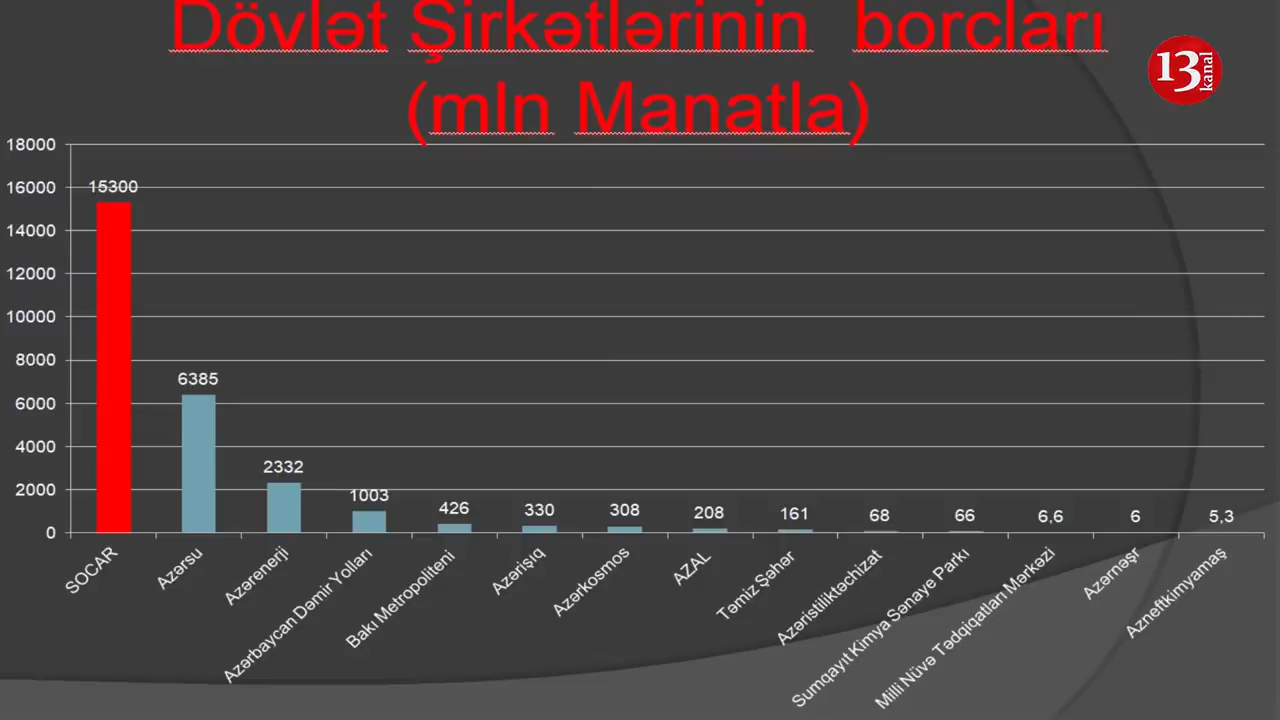 Dövlət Şirkətlərinin borcları
(mln Manatla)
13 kanal
18000
16000
14000
12000
10000
8000
6000
4000
2000
0
15300
6385
2332
1003
426
330
308
208
161
68
66
6,6
6
5,3
SOCAR
Azərsu
Azərenerji
Azərbaycan Dəmir Yolları
Bakı Metropoliteni
Azərişıq
Azərkosmos
AZAL
Təmiz Şəhər
Azəristiliktəchizat
Sumqayıt Kimya Sənaye Parkı
Milli Nüvə Tədqiqatları Mərkəzi
Azərnəşr
Azneftkimyamaş